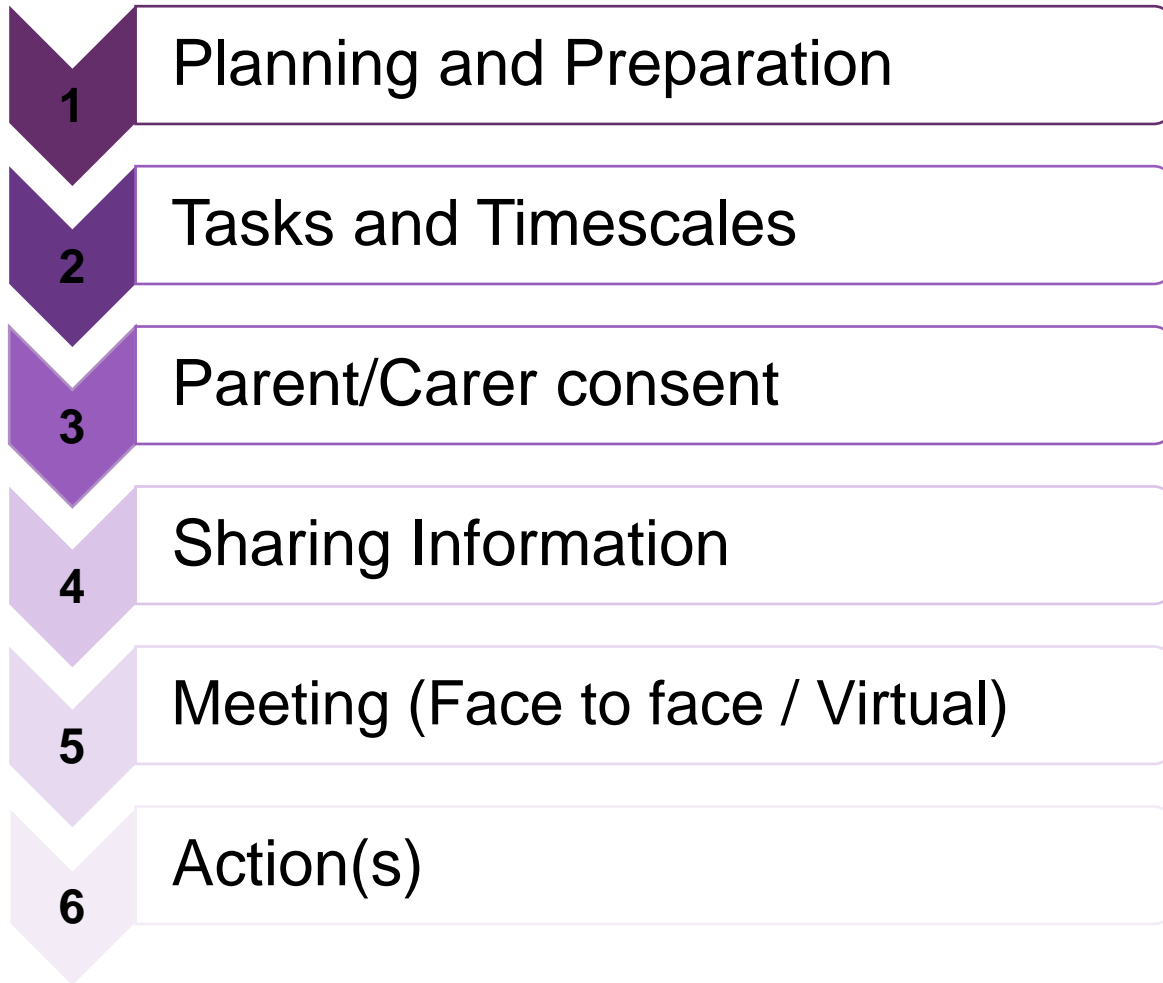 1 Planning and Preparation
2 Tasks and Timescales
3 Parent/Carer consent
4 Sharing Information
5 Meeting (Face to face / Virtual)
6 Action(s)